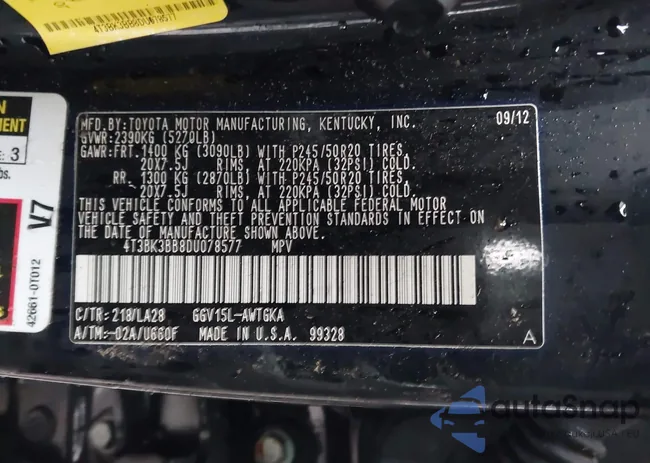 4T3BK3BB8DU078577
MENT
3
bs.
V7
42661-0T012
MFD.BY:TOYOTA MOTOR MANUFACTURING, KENTUCKY, INC. 09/12
GVWR:2390KG (5270LB)
GAWR:FRT.1400 KG (3090LB) WITH P245/50R20 TIRES,
20X7.5J RIMS, AT 220KPA (32PSI) COLD.
RR. 1300 KG (2870LB) WITH P245/50R20 TIRES,
20X7.5J RIMS, AT 220KPA (32PSI) COLD.
THIS VEHICLE CONFORMS TO ALL APPLICABLE FEDERAL MOTOR
VEHICLE SAFETY AND THEFT PREVENTION STANDARDS IN EFFECT ON
THE DATE OF MANUFACTURE SHOWN ABOVE.
4T3BK3BB8DU078577 MPV
C/TR:218/LA28 GGV15L-AWTGKA
A/TM:-02A/U660F MADE IN U.S.A. 99328 A
autoSnap